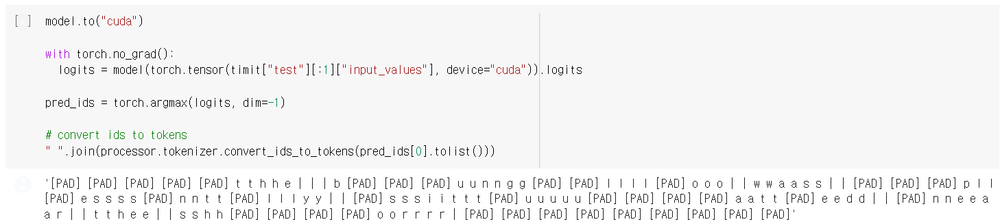 [ ] model.to("cuda")
with torch.no_grad():
logits = model(torch.tensor(timit["test"][:1]["input_values"], device="cuda")).logits
pred_ids = torch.argmax(logits, dim=-1)
# convert ids to tokens
" ".join(processor.tokenizer.convert_ids_to_tokens(pred_ids[0].tolist()))
'[PAD] [PAD] [PAD] [PAD] [PAD] t t h h e | | | b [PAD] [PAD] [PAD] u u n n g g [PAD] [PAD] l l l l [PAD] o o o | | w w a a s s | | [PAD] [PAD] [PAD] p l l
[PAD] e s s s s [PAD] n n t t [PAD] l l l y y | | [PAD] s s s i i t t t [PAD] u u u u u [PAD] [PAD] [PAD] [PAD] a a t t [PAD] e e d d | | [PAD] n n e e a
a r | | t t h e e | | s s h h [PAD] [PAD] [PAD] [PAD] o o r r r r | [PAD] [PAD] [PAD] [PAD] [PAD] [PAD] [PAD] [PAD] [PAD]'